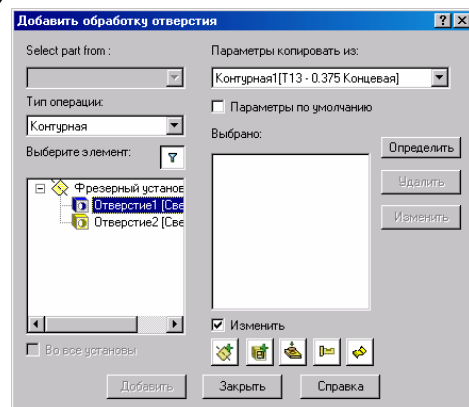 Добавить обработку отверстия
Select part from :
Тип операции:
Контурная
Выберите элемент:
Фрезерный установ
Отверстие1 [Све
Отверстие2 [Све
Во все установы
Параметры копировать из:
Контурная1[T13 - 0.375 Концевая]
Параметры по умолчанию
Выбрано:
Определить
Удалить
Изменить
Изменить
Добавить
Закрыть
Справка